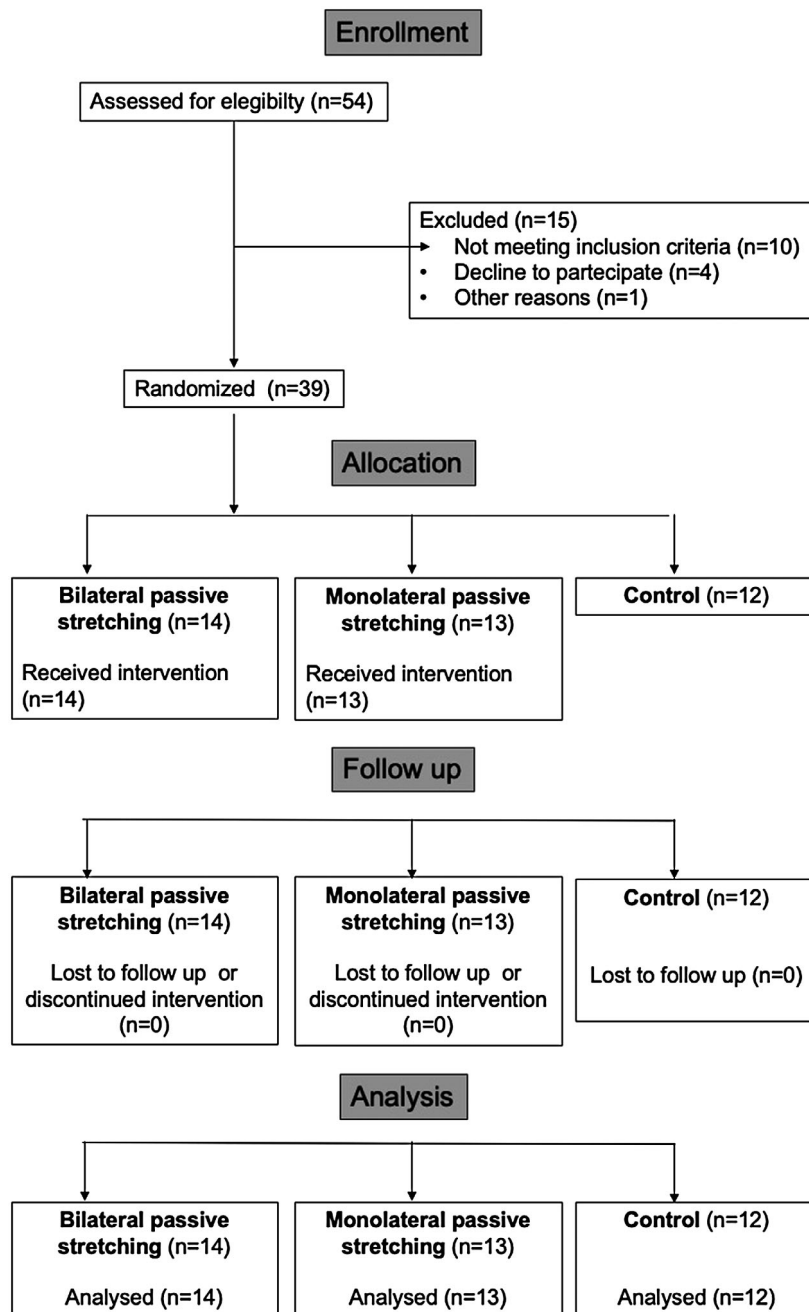 Enrollment
Assessed for elegibilty (n=54)
Excluded (n=15)
Not meeting inclusion criteria (n=10)
• Decline to partecipate (n=4)
• Other reasons (n=1)
Randomized (n=39)
Allocation
Bilateral passive
stretching (n=14)
Received intervention
(n=14)
Monolateral passive
stretching (n=13)
Received intervention
(n=13)
Control (n=12)
Follow up
Bilateral passive
stretching (n=14)
Lost to follow up or
discontinued intervention
(n=0)
Monolateral passive
stretching (n=13)
Lost to follow up or
discontinued intervention
(n=0)
Control (n=12)
Lost to follow up (n=0)
Analysis
Bilateral passive
stretching (n=14)
Analysed (n=14)
Monolateral passive
stretching (n=13)
Analysed (n=13)
Control (n=12)
Analysed (n=12)